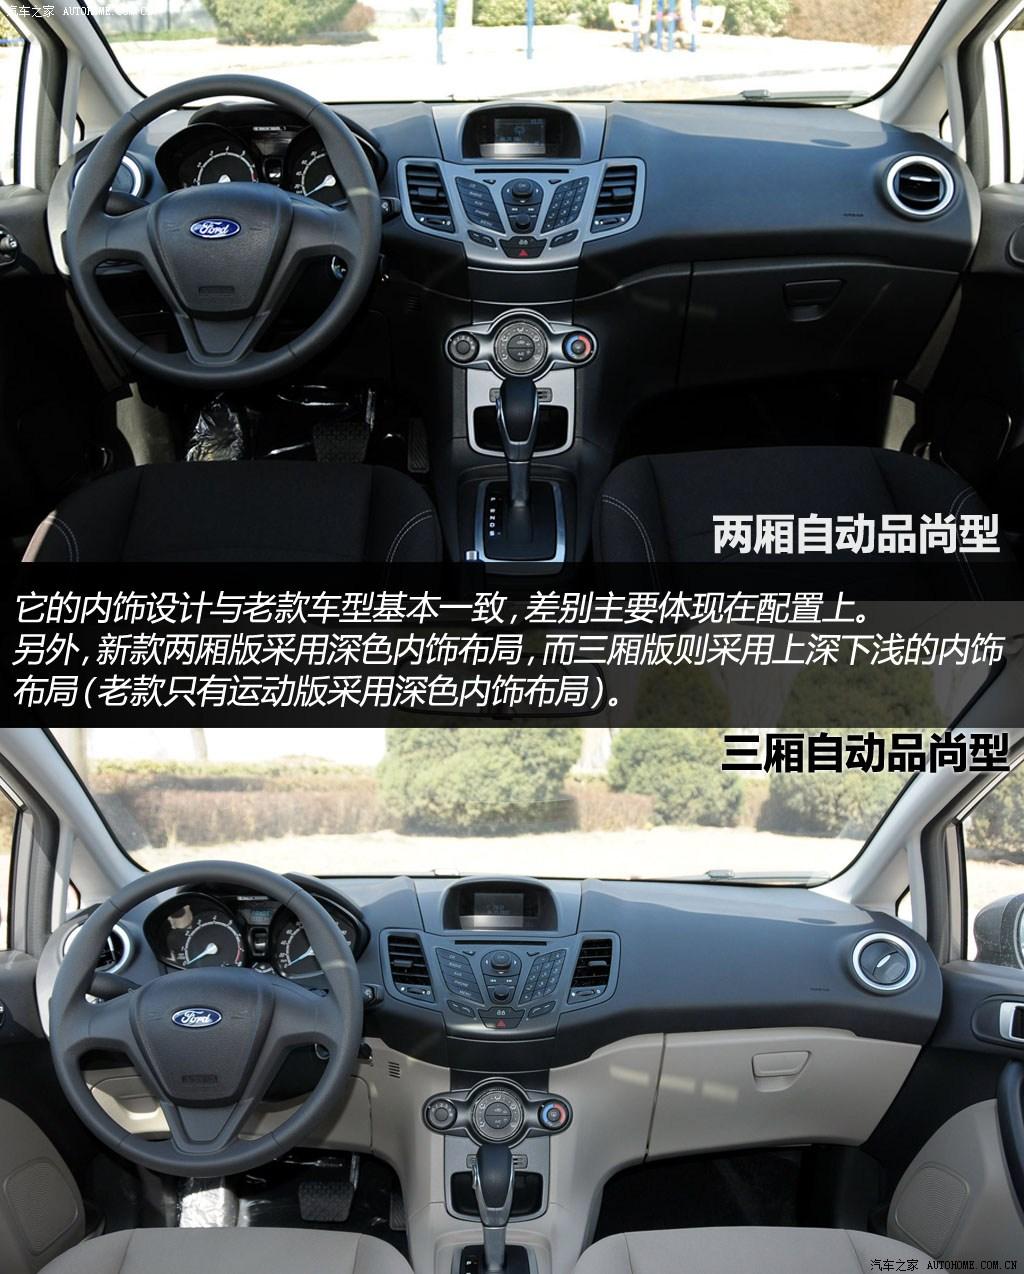 汽车之家 AUTOHOME.COM.CN
Ford
两厢自动品尚型
它的内饰设计与老款车型基本一致，差别主要体现在配置上。
另外，新款两厢版采用深色内饰布局，而三厢版则采用上深下浅的内饰
布局（老款只有运动版采用深色内饰布局）。
三厢自动品尚型
Ford
汽车之家 AUTOHOME.COM.CN